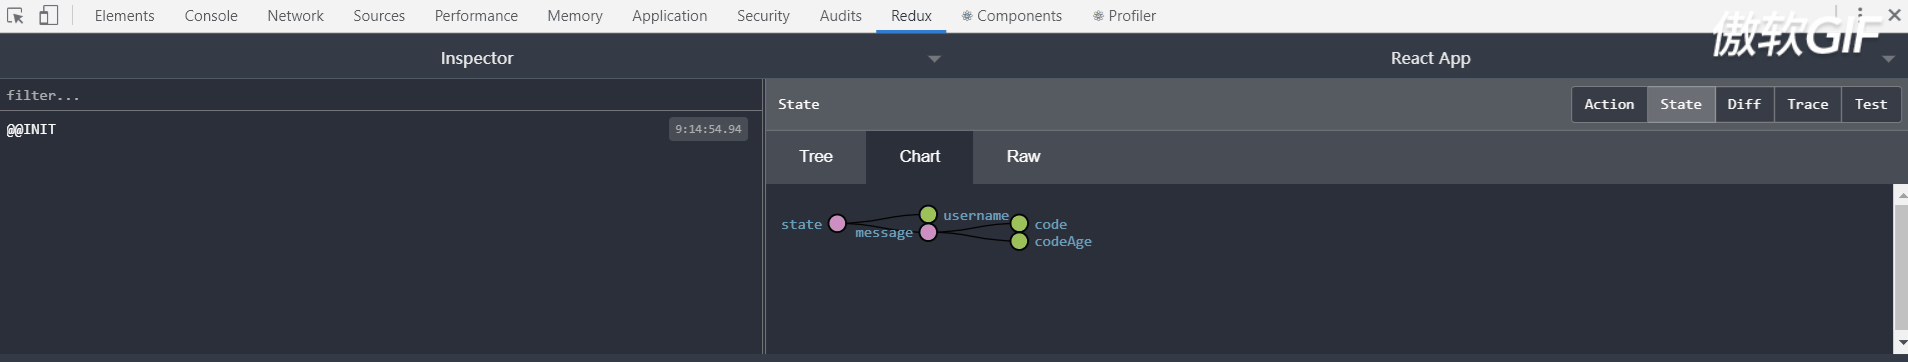 Elements Console Network Sources Performance Memory Application Security Audits Redux Components Profiler
傲软GIF
Inspector React App
filter...
@@INIT 9:14:54.94
State Action State Diff Trace Test
Tree Chart Raw
state username code
message codeAge